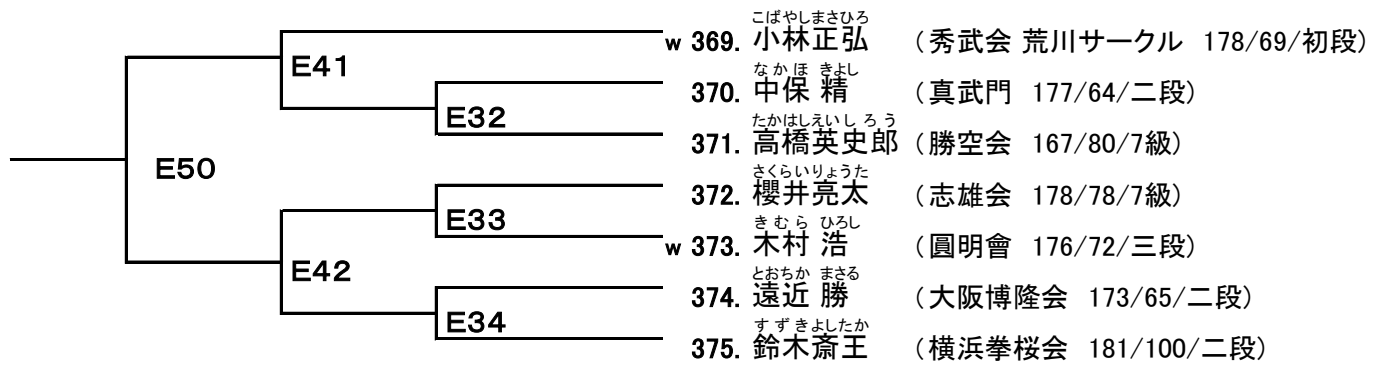 こばやしまさひろ
w 369. 小林正弘 （秀武会 荒川サークル 178/69/初段）
E41
なかほ きよし
370. 中保 精 （真武門 177/64/二段）
E32
たかはしえいしろう
371. 高橋英史郎 （勝空会 167/80/7級）
E50
さくらいりょうた
372. 櫻井亮太 （志雄会 178/78/7級）
E33
きむら ひろし
w 373. 木村 浩 （圓明會 176/72/三段）
E42
とおちか まさる
374. 遠近 勝 （大阪博隆会 173/65/二段）
E34
すずきよしたか
375. 鈴木斎王 （横浜拳桜会 181/100/二段）